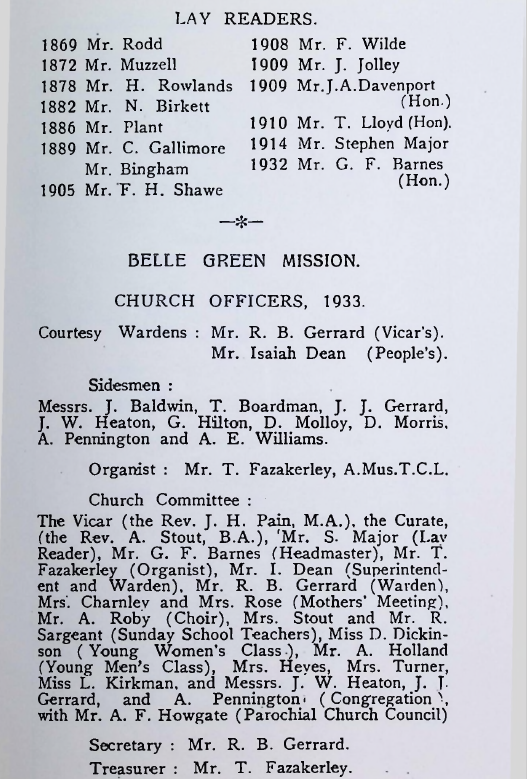 LAY READERS.
1869 Mr. Rodd
1872 Mr. Muzzell
1878 Mr. H. Rowlands
1882 Mr. N. Birkett
1886 Mr. Plant
1889 Mr. C. Gallimore
Mr. Bingham
1905 Mr. F. H. Shawe
1908 Mr. F. Wilde
1909 Mr. J. Jolley
1909 Mr.J.A.Davenport
(Hon.)
1910 Mr. T. Lloyd (Hon).
1914 Mr. Stephen Major
1932 Mr. G. F. Barnes
(Hon.)
BELLE GREEN MISSION.
CHURCH OFFICERS, 1933.
Courtesy Wardens : Mr. R. B. Gerrard (Vicar's).
Mr. Isaiah Dean (People's).
Sidesmen :
Messrs. J. Baldwin, T. Boardman, J. J. Gerrard,
J. W. Heaton, G. Hilton, D. Molloy, D. Morris,
A. Pennington and A. E. Williams.
Organist : Mr. T. Fazakerley, A.Mus.T.C.L.
Church Committee :
The Vicar (the Rev. J. H. Pain, M.A.), the Curate,
(the Rev. A. Stout, B.A.), Mr. S. Major (Lay
Reader), Mr. G. F. Barnes (Headmaster), Mr. T.
Fazakerley (Organist), Mr. I. Dean (Superintend-
ent and Warden), Mr. R. B. Gerrard (Warden),
Mrs. Charnley and Mrs. Rose (Mothers' Meeting),
Mr. A. Roby (Choir), Mrs. Stout and Mr. R.
Sargeant (Sunday School Teachers), Miss D. Dickin-
son (Young Women's Class), Mr. A. Holland
(Young Men's Class), Mrs. Heyes, Mrs. Turner,
Miss L. Kirkman, and Messrs. J. W. Heaton, J. J.
Gerrard, and A. Pennington (Congregation),
with Mr. A. F. Howgate (Parochial Church Council)
Secretary : Mr. R. B. Gerrard.
Treasurer : Mr. T. Fazakerley.